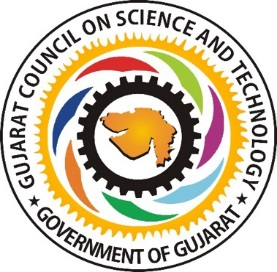 GUJARAT COUNCIL ON SCIENCE AND TECHNOLOGY
GOVERNMENT OF GUJARAT